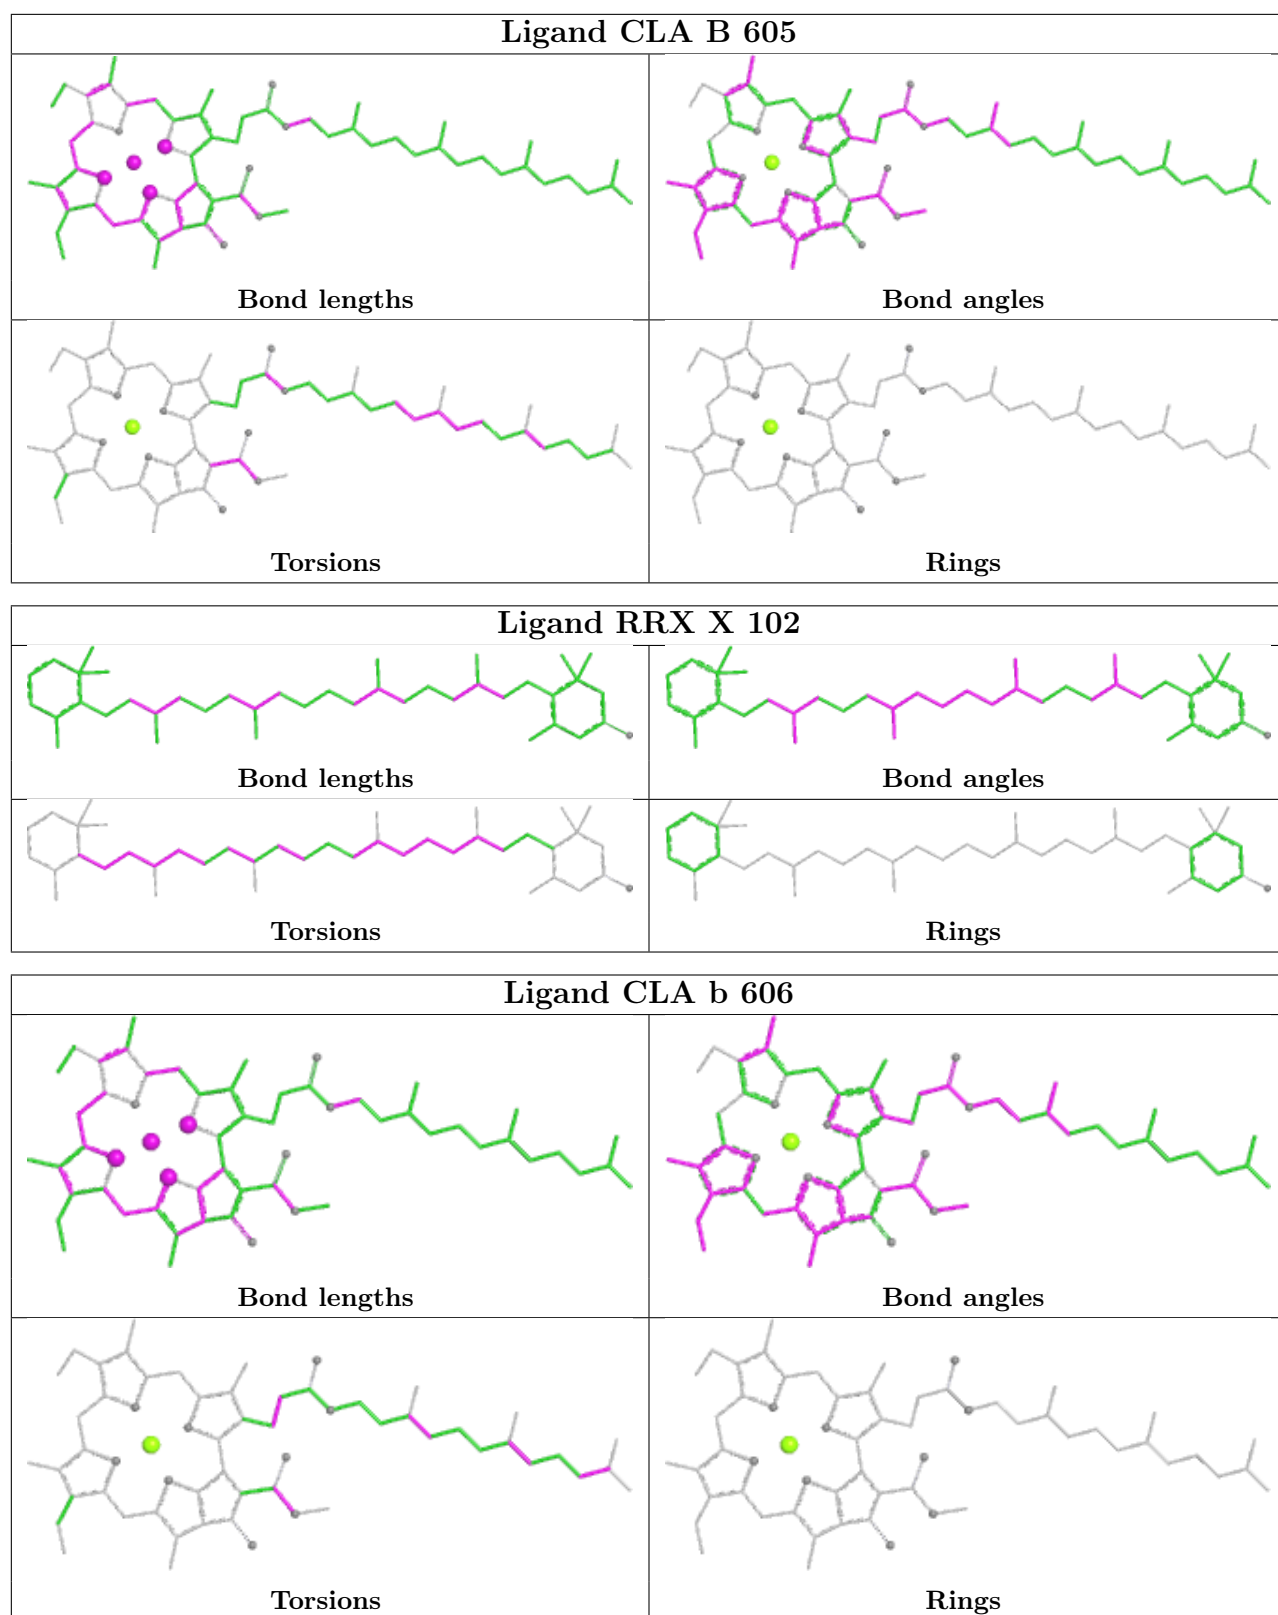 Ligand CLA B 605
Bond lengths
Bond angles
Torsions
Rings
Ligand RRX X 102
Bond lengths
Bond angles
Torsions
Rings
Ligand CLA b 606
Bond lengths
Bond angles
Torsions
Rings